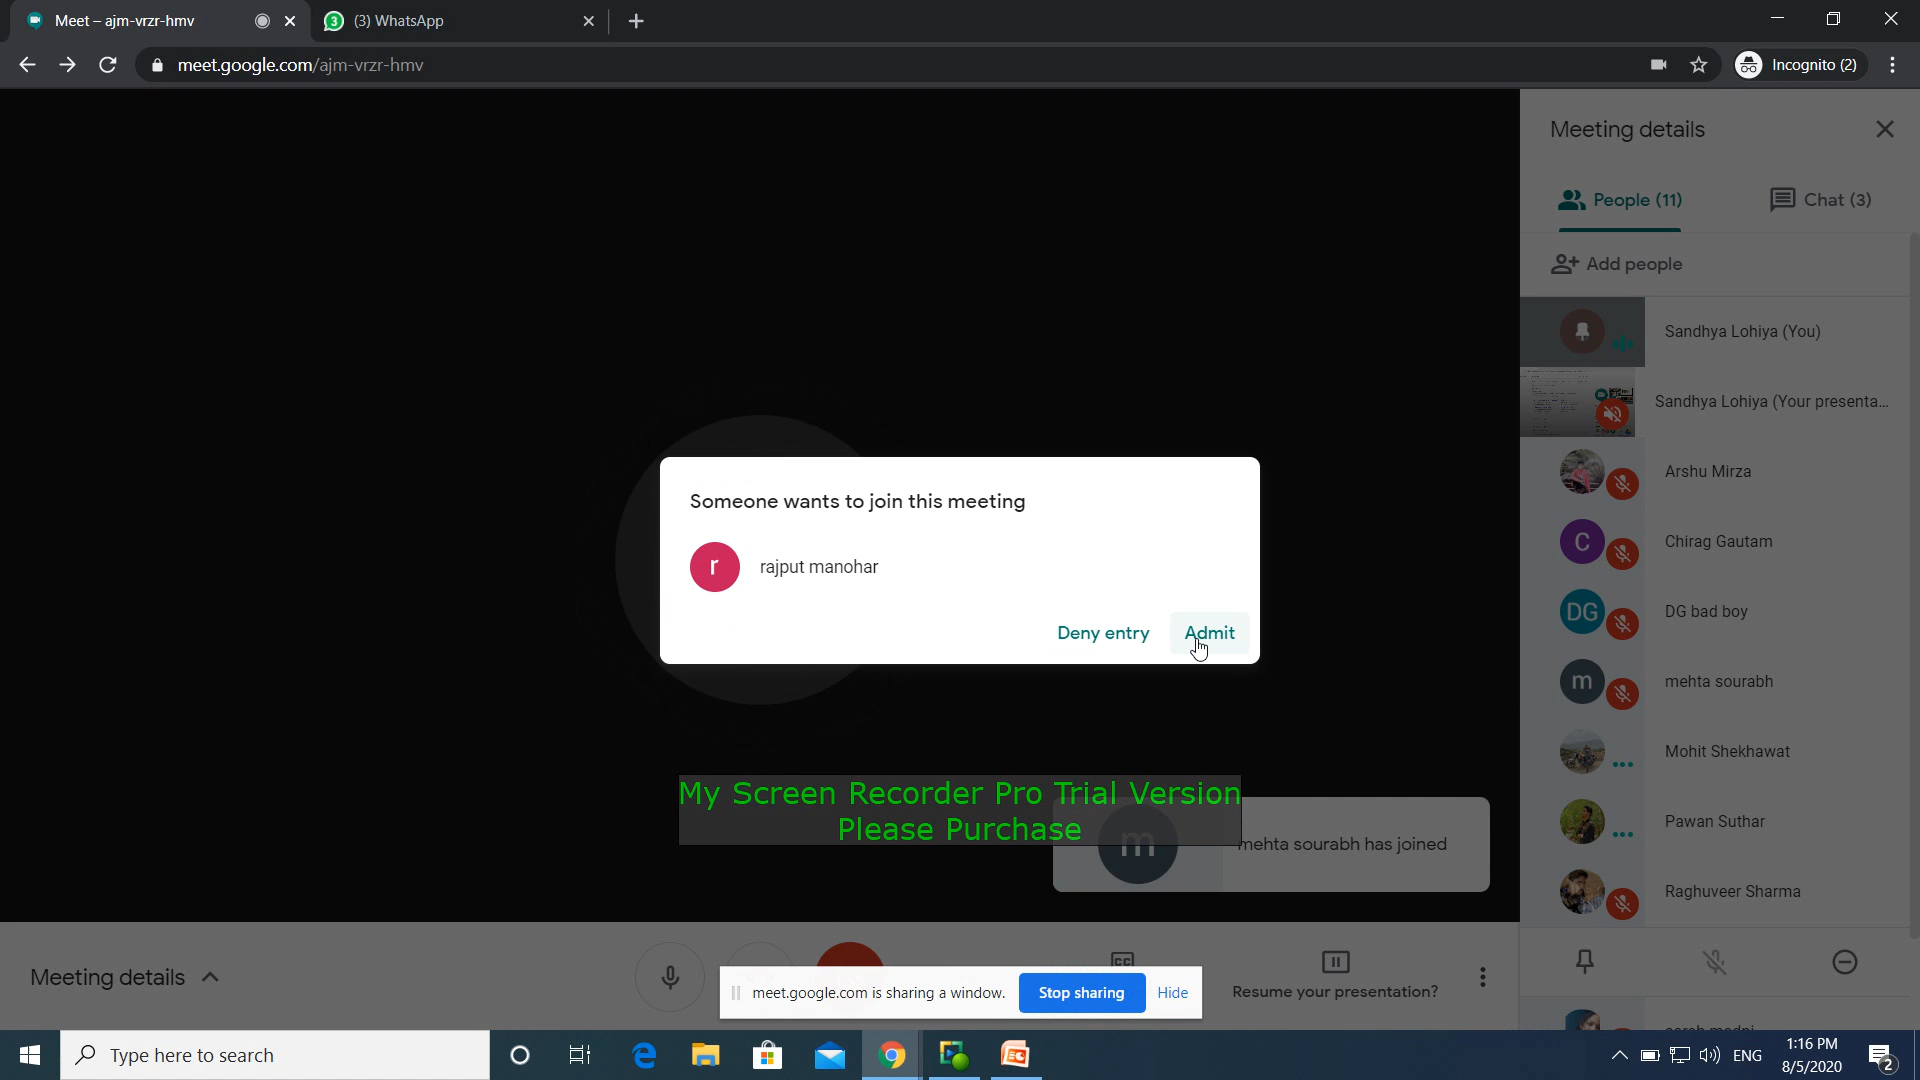 Meet – ajm-vrzr-hmv
(3) WhatsApp
meet.google.com/ajm-vrzr-hmv
Incognito (2)
Meeting details
People (11)
Chat (3)
Add people
Sandhya Lohiya (You)
Sandhya Lohiya (Your presenta...
Arshu Mirza
C
Chirag Gautam
DG
DG bad boy
m
mehta sourabh
Mohit Shekhawat
Pawan Suthar
Raghuveer Sharma
Someone wants to join this meeting
r
rajput manohar
Deny entry
Admit
My Screen Recorder Pro Trial Version
Please Purchase
m
mehta sourabh has joined
Meeting details
meet.google.com is sharing a window.
Stop sharing
Hide
Resume your presentation?
Type here to search
ENG
1:16 PM
8/5/2020
2